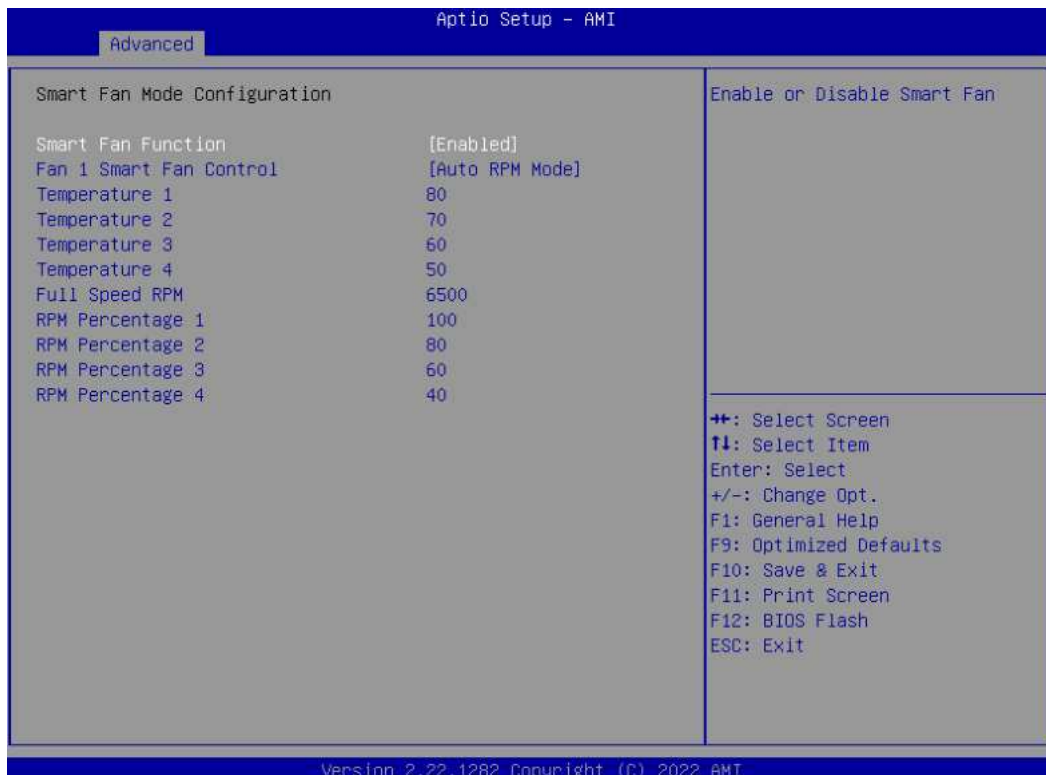 Aptio Setup – AMI
Advanced
Smart Fan Mode Configuration
Smart Fan Function [Enabled]
Fan 1 Smart Fan Control [Auto RPM Mode]
Temperature 1 80
Temperature 2 70
Temperature 3 60
Temperature 4 50
Full Speed RPM 6500
RPM Percentage 1 100
RPM Percentage 2 80
RPM Percentage 3 60
RPM Percentage 4 40
Enable or Disable Smart Fan
→←: Select Screen
↑↓: Select Item
Enter: Select
+/-: Change Opt.
F1: General Help
F9: Optimized Defaults
F10: Save & Exit
F11: Print Screen
F12: BIOS Flash
ESC: Exit
Version 2.22.1282 Copyright (C) 2022 AMI